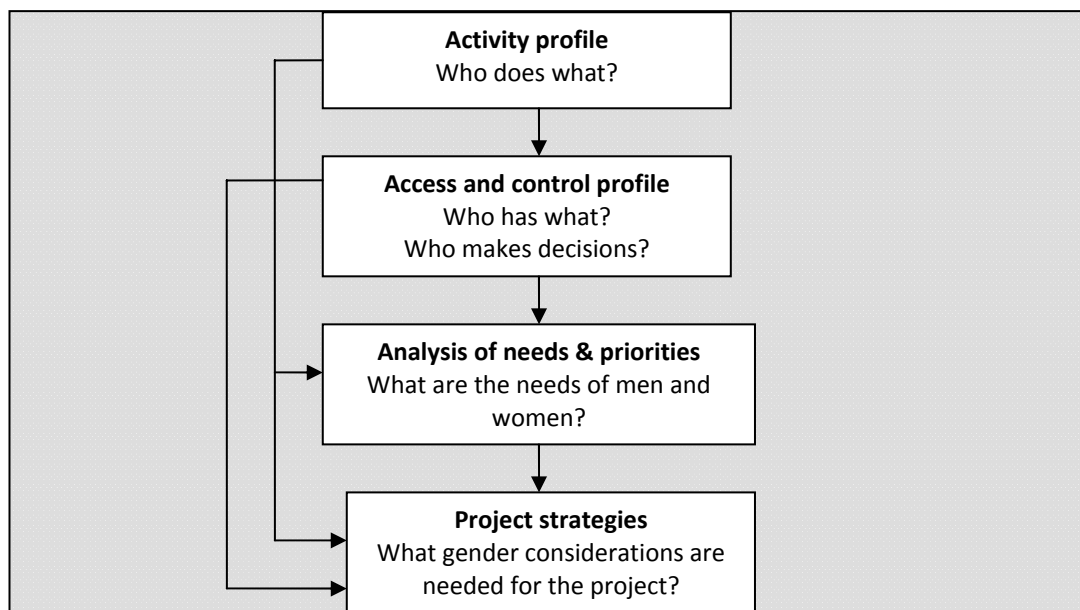 Activity profile
Who does what?
Access and control profile
Who has what?
Who makes decisions?
Analysis of needs & priorities
What are the needs of men and
women?
Project strategies
What gender considerations are
needed for the project?